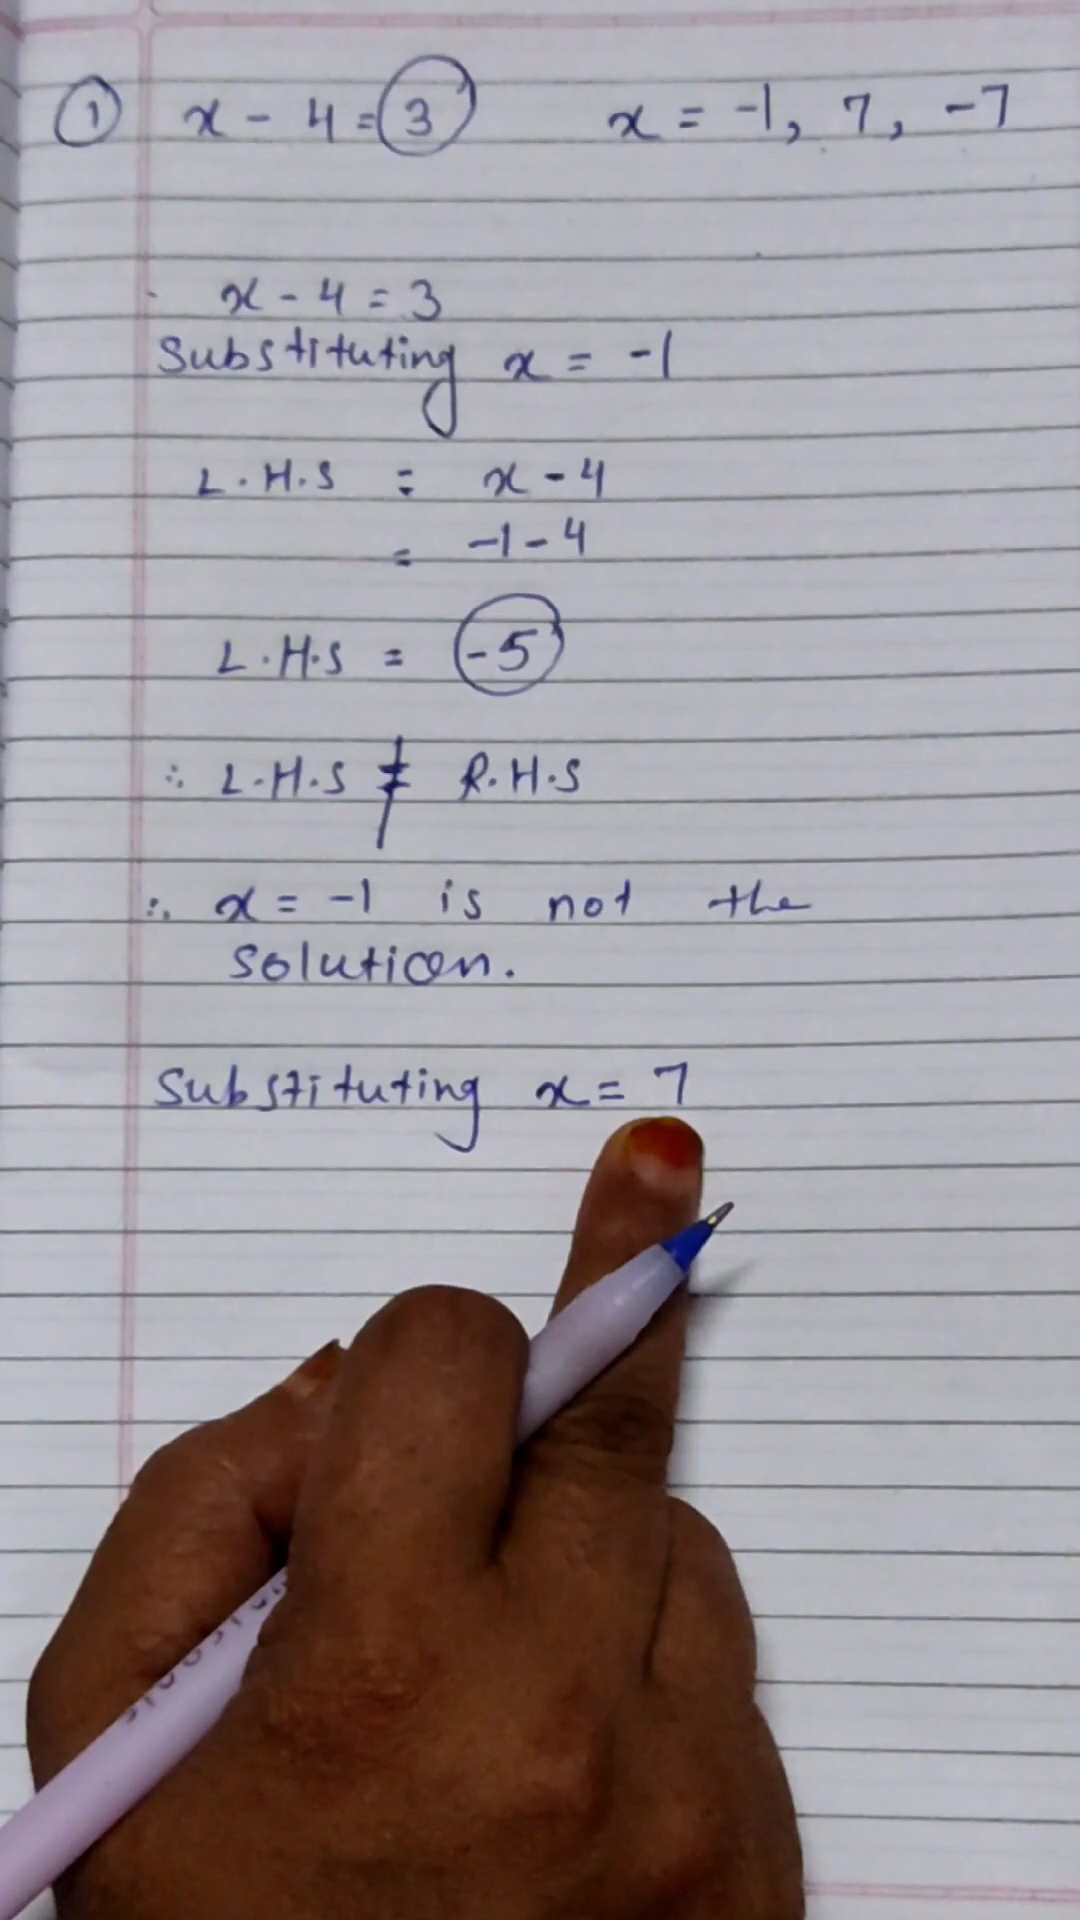 ① x - 4 = 3 x = -1, 7, -7
x - 4 = 3
Substituting x = -1
L.H.S = x - 4
= -1 - 4
L.H.S = -5
∴ L.H.S ≠ R.H.S
∴ x = -1 is not the
solution.
Substituting x = 7